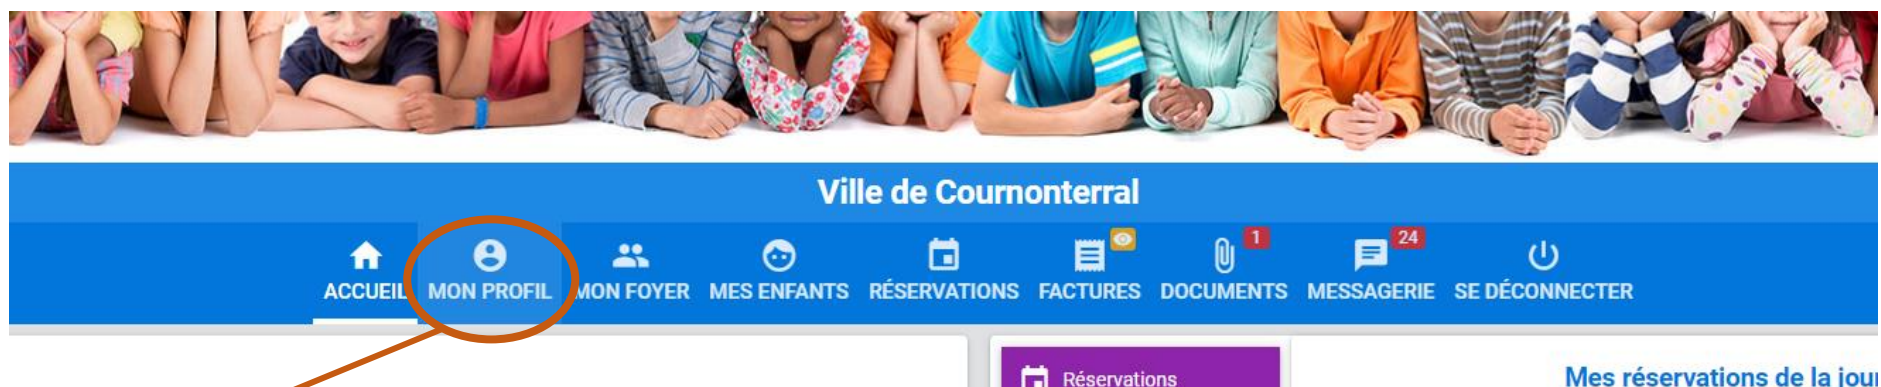 Ville de Cournonterral
1 24
ACCUEIL MON PROFIL MON FOYER MES ENFANTS RÉSERVATIONS FACTURES DOCUMENTS MESSAGERIE SE DÉCONNECTER
Réservations
Mes réservations de la jour